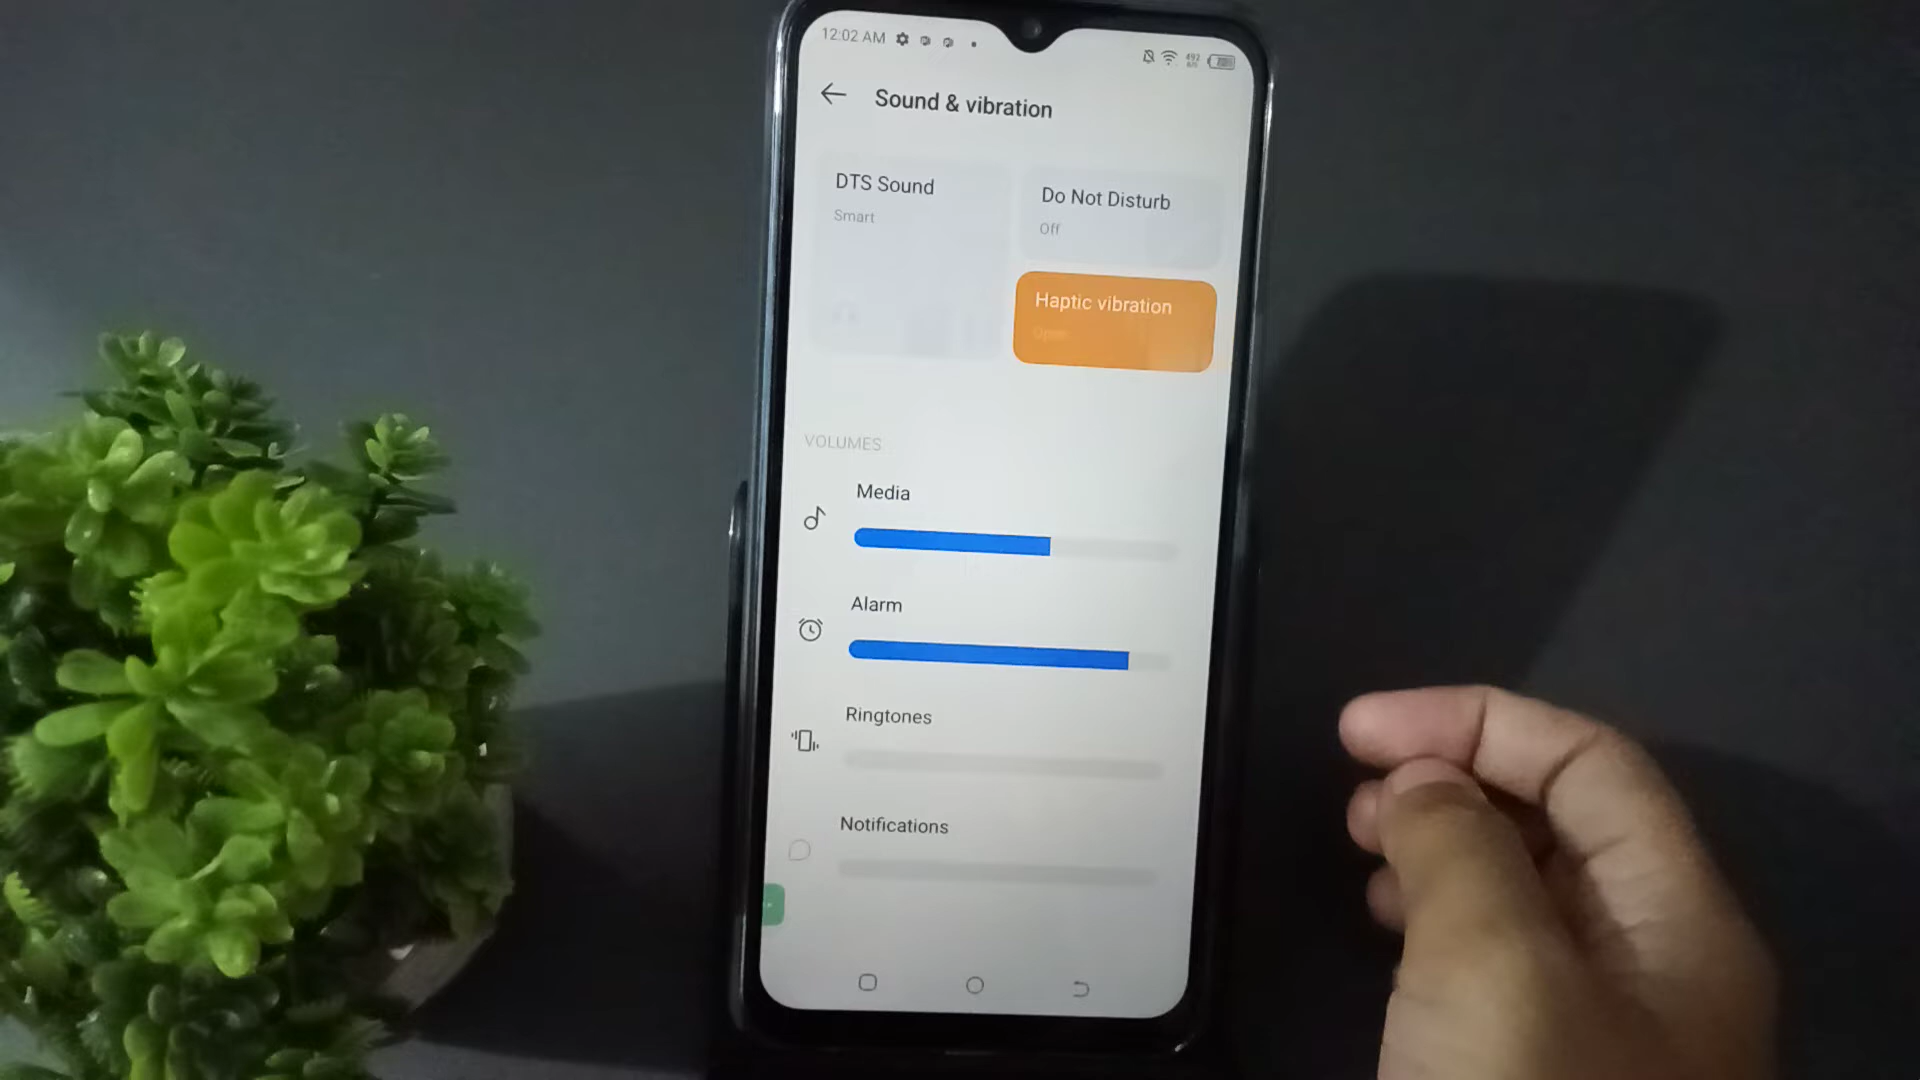 12:02 AM
Sound & vibration
DTS Sound
Smart
Do Not Disturb
Off
Haptic vibration
Open
VOLUMES
Media
Alarm
Ringtones
Notifications